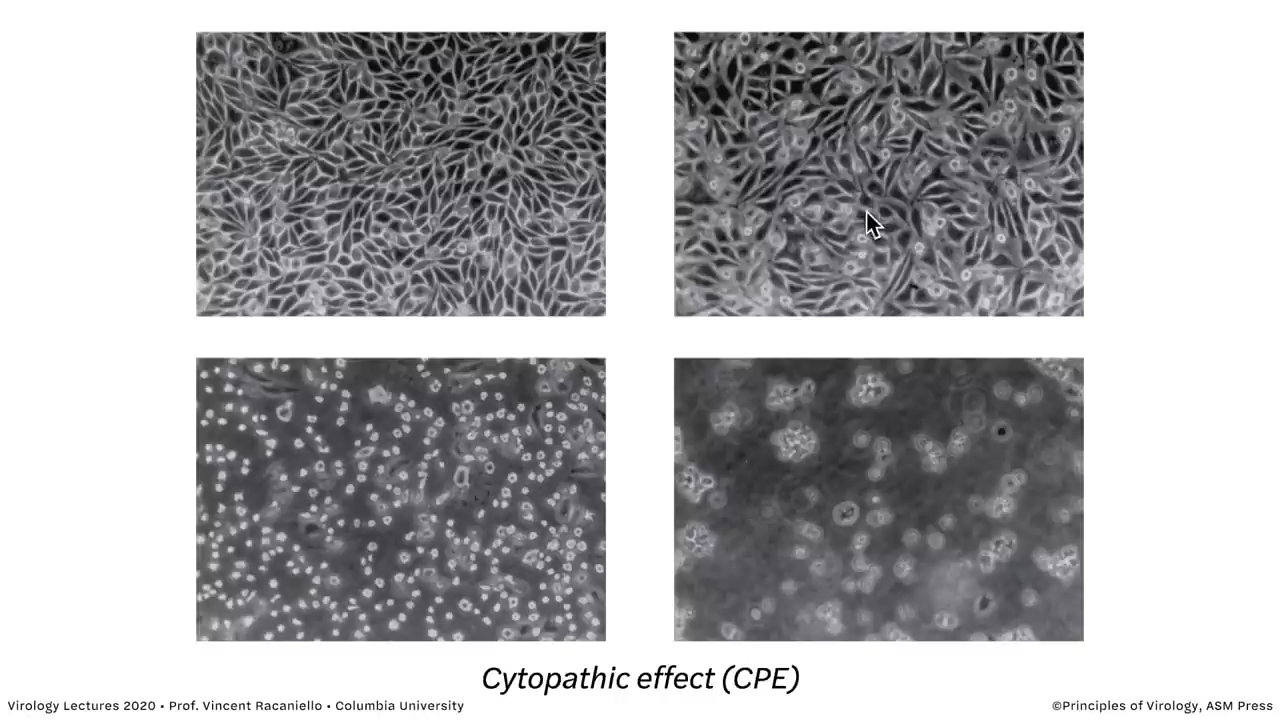 Cytopathic effect (CPE)
Virology Lectures 2020 • Prof. Vincent Racaniello • Columbia University
©Principles of Virology, ASM Press